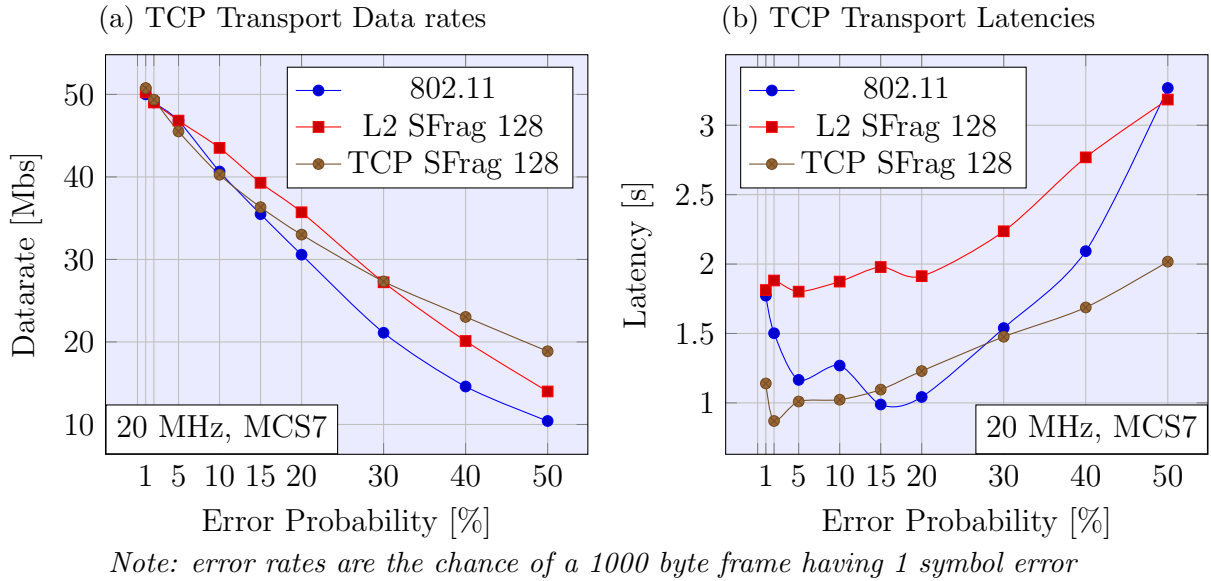 (a) TCP Transport Data rates
802.11
L2 SFrag 128
TCP SFrag 128
50
40
30
20
10
Datarate [Mbs]
20 MHz, MCS7
1 5 10 15 20 30 40 50
Error Probability [%]
(b) TCP Transport Latencies
802.11
L2 SFrag 128
TCP SFrag 128
3
2.5
2
1.5
1
Latency [s]
20 MHz, MCS7
1 5 10 15 20 30 40 50
Error Probability [%]
Note: error rates are the chance of a 1000 byte frame having 1 symbol error